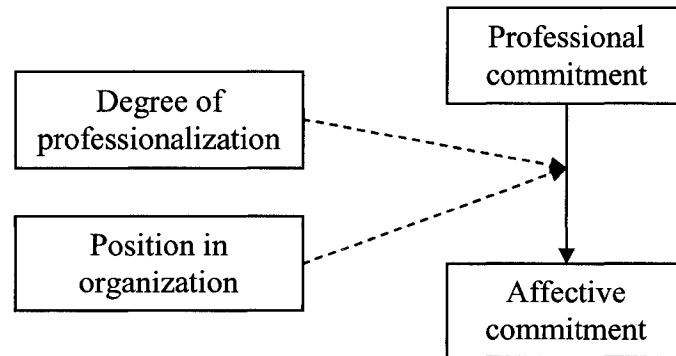 Professional
commitment
Degree of
professionalization
Position in
organization
Affective
commitment